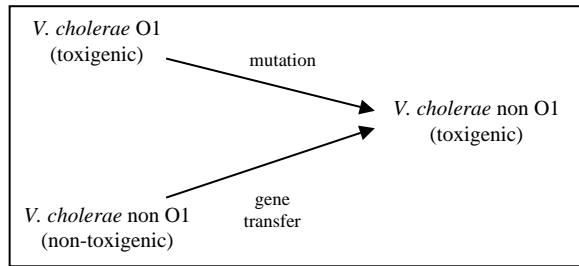 V. cholerae O1
(toxigenic)
mutation
V. cholerae non O1
(toxigenic)
V. cholerae non O1
(non-toxigenic)
gene
transfer